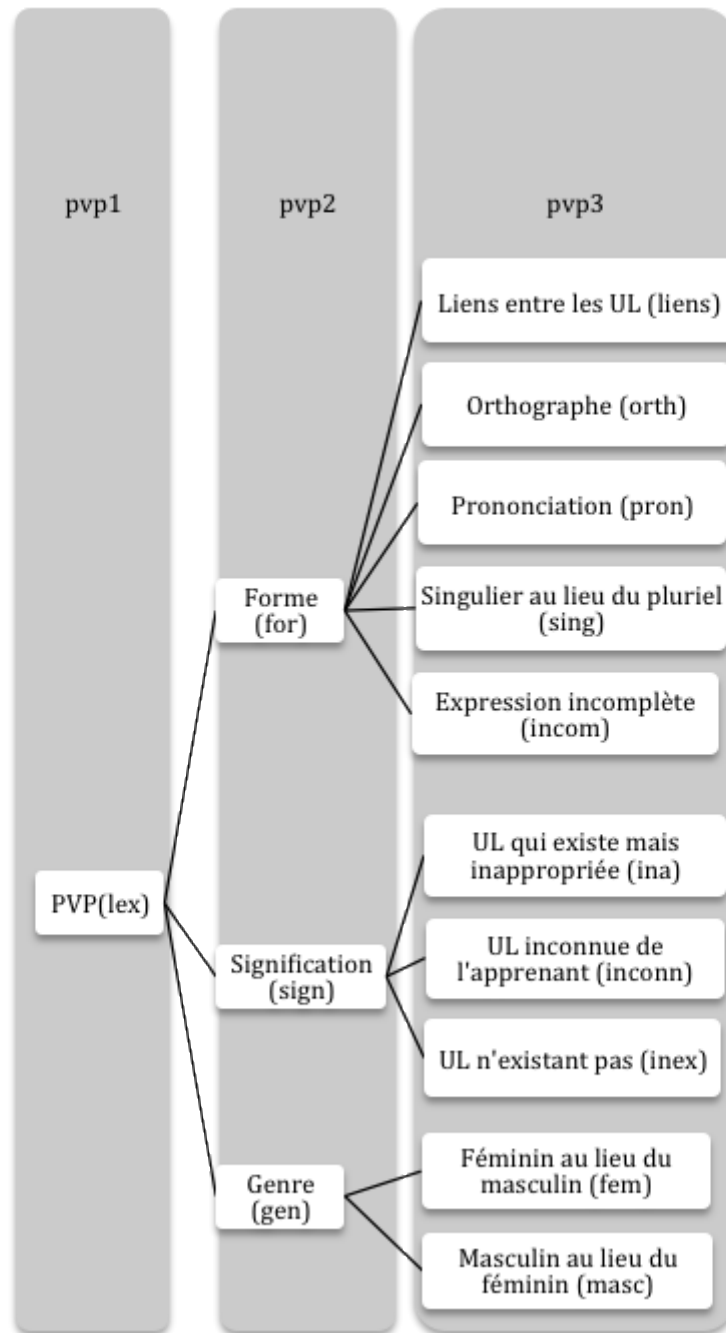 pvp1
pvp2
pvp3
Liens entre les UL (liens)
Orthographe (orth)
Prononciation (pron)
Forme
(for)
Singulier au lieu du pluriel
(sing)
Expression incomplète
(incom)
PVP(lex)
UL qui existe mais
inappropriée (ina)
Signification
(sign)
UL inconnue de
l'apprenant (inconn)
UL n'existant pas (inex)
Genre
(gen)
Féminin au lieu du
masculin (fem)
Masculin au lieu du
féminin (masc)